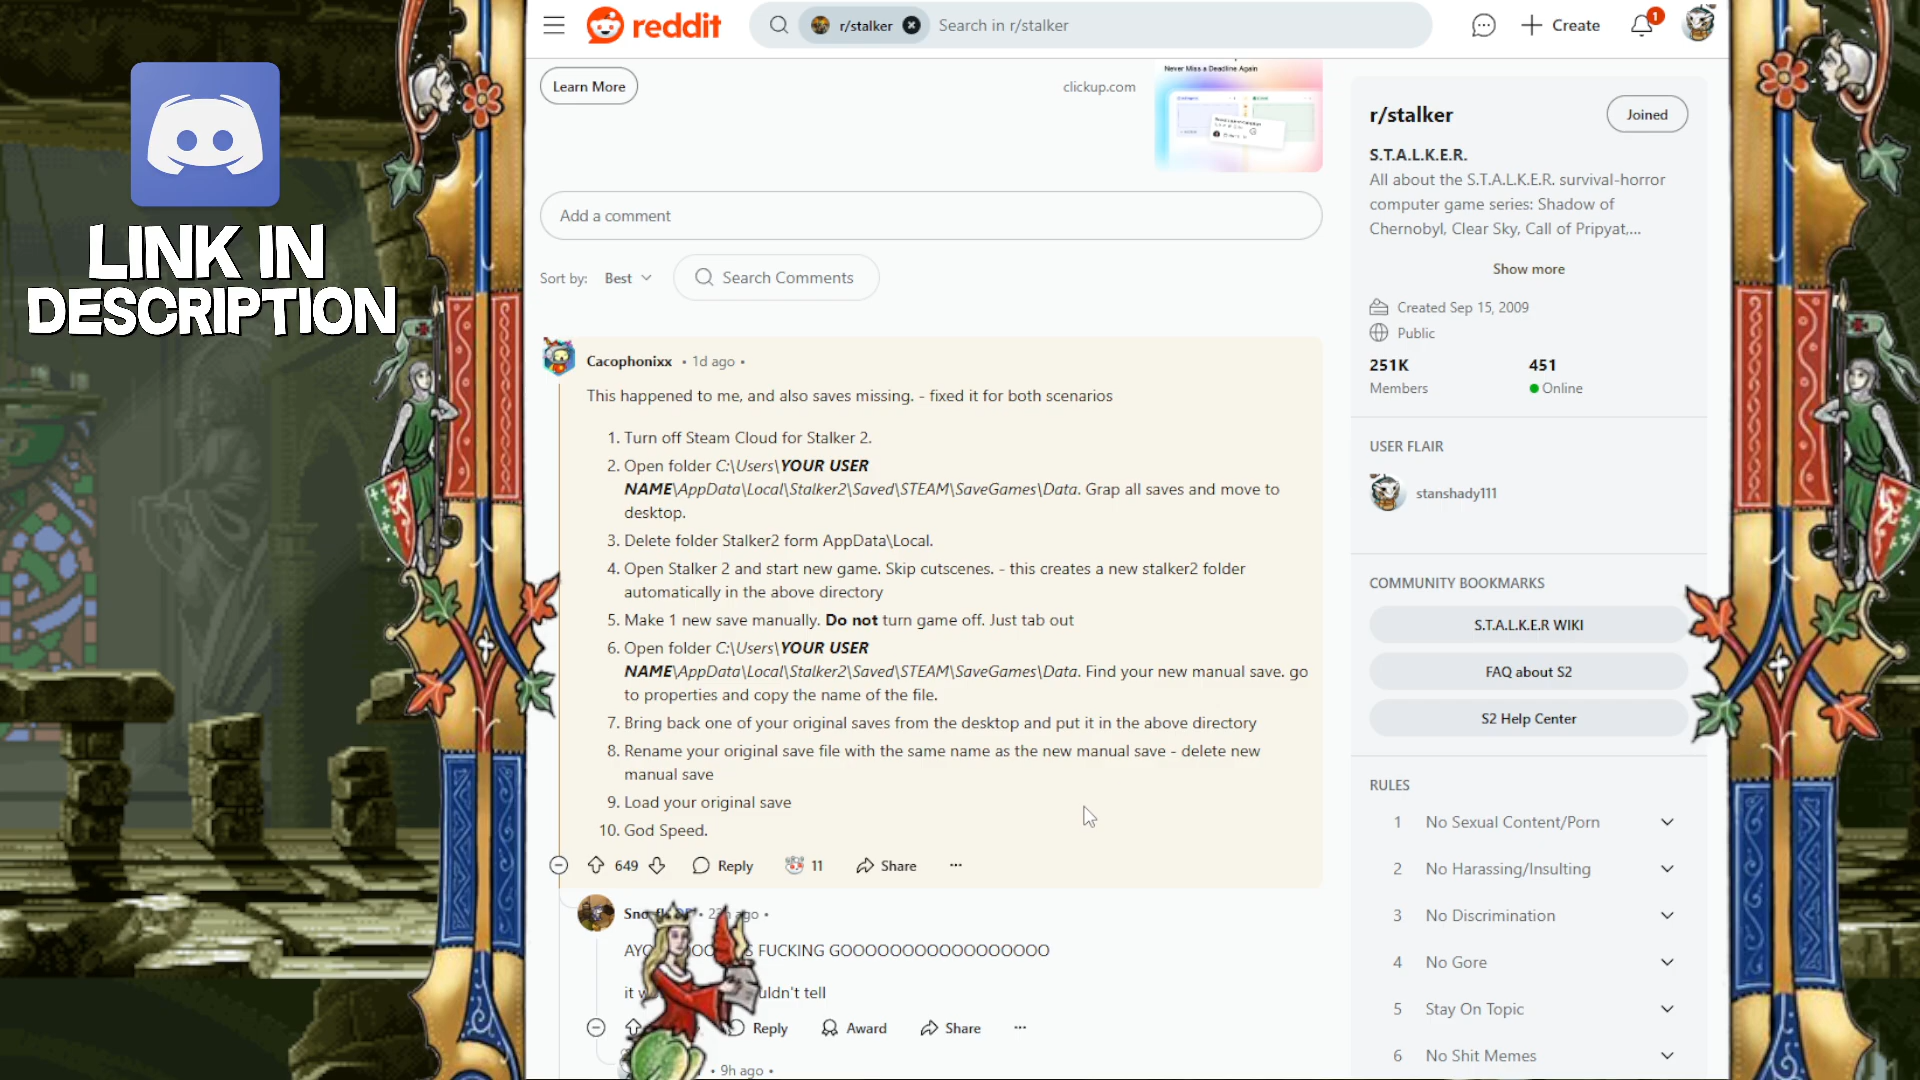 LINK IN
DESCRIPTION
reddit
r/stalker
Search in r/stalker
Create
1
Learn More
clickup.com
Never Miss a Deadline Again
Add a comment
Sort by: Best
Search Comments
Cacophonixx • 1d ago •
This happened to me, and also saves missing. - fixed it for both scenarios
1. Turn off Steam Cloud for Stalker 2.
2. Open folder C:\Users\YOUR USER
NAME\AppData\Local\Stalker2\Saved\STEAM\SaveGames\Data. Grap all saves and move to
desktop.
3. Delete folder Stalker2 form AppData\Local.
4. Open Stalker 2 and start new game. Skip cutscenes. - this creates a new stalker2 folder
automatically in the above directory
5. Make 1 new save manually. Do not turn game off. Just tab out
6. Open folder C:\Users\YOUR USER
NAME\AppData\Local\Stalker2\Saved\STEAM\SaveGames\Data. Find your new manual save. go
to properties and copy the name of the file.
7. Bring back one of your original saves from the desktop and put it in the above directory
8. Rename your original save file with the same name as the new manual save - delete new
manual save
9. Load your original save
10. God Speed.
649
Reply
11
Share
...
ago •
FUCKING GOOOOOOOOOOOOOOOOO
it
Reply
Award
Share
...
• 9h ago •
r/stalker
Joined
S.T.A.L.K.E.R.
All about the S.T.A.L.K.E.R. survival-horror
computer game series: Shadow of
Chernobyl, Clear Sky, Call of Pripyat,...
Show more
Created Sep 15, 2009
Public
251K
451
Members
Online
USER FLAIR
stanshady111
COMMUNITY BOOKMARKS
S.T.A.L.K.E.R WIKI
FAQ about S2
S2 Help Center
RULES
1 No Sexual Content/Porn
2 No Harassing/Insulting
3 No Discrimination
4 No Gore
5 Stay On Topic
6 No Shit Memes